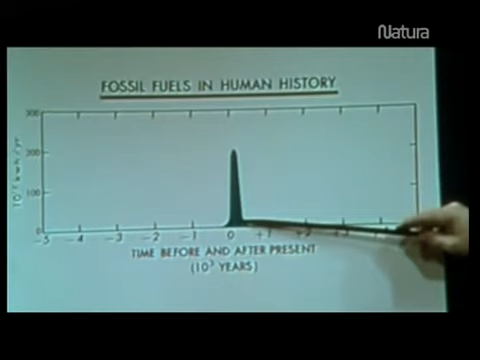 Natura
FOSSIL FUELS IN HUMAN HISTORY
300
200
100
0
-5 -4 -3 -2 -1 0 +1 +2 +3
TIME BEFORE AND AFTER PRESENT
(10³ YEARS)